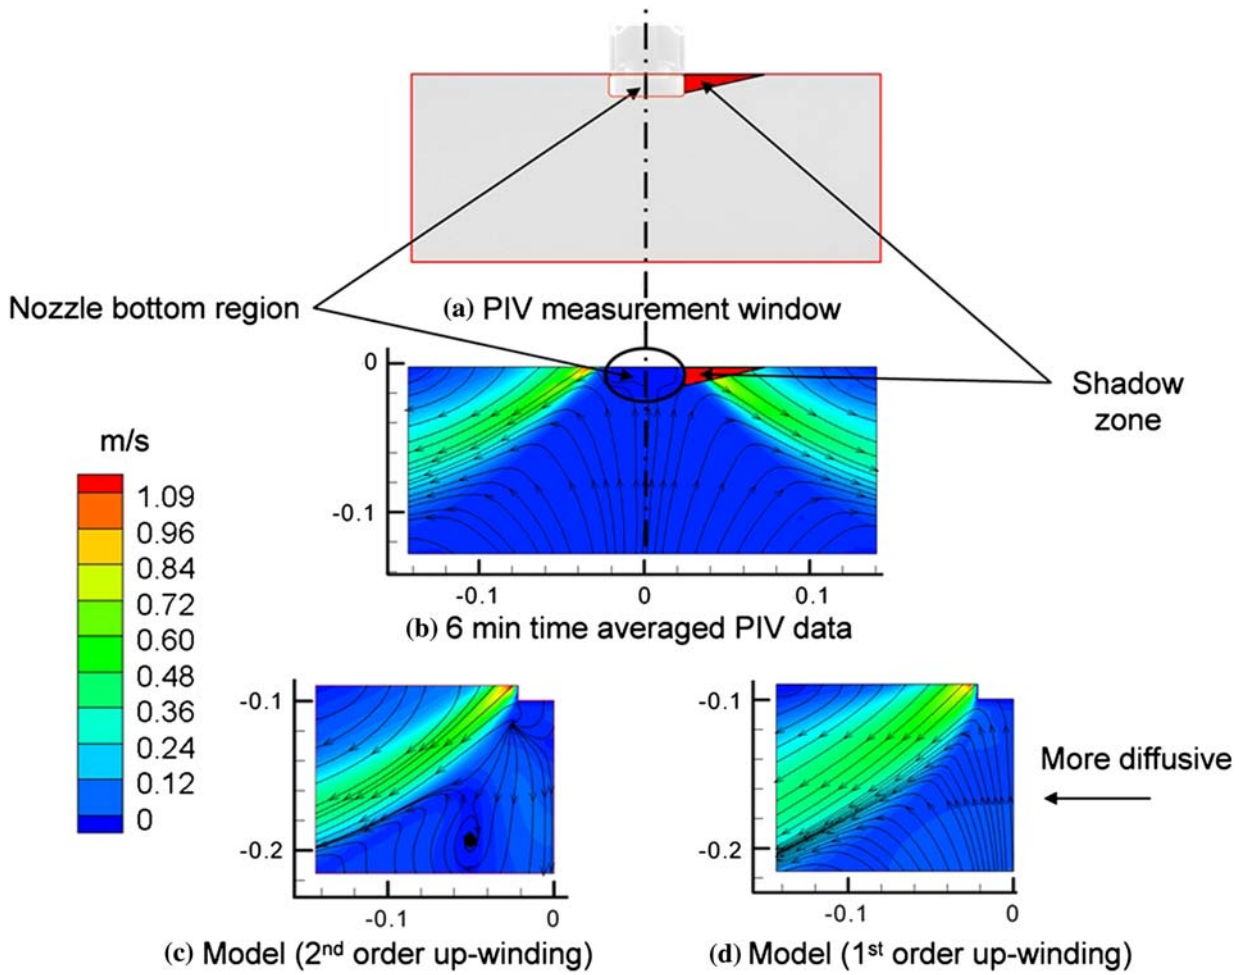 Nozzle bottom region
(a) PIV measurement window
Shadow
zone
0
-0.1
-0.1
0
0.1
(b) 6 min time averaged PIV data
m/s
1.09
0.96
0.84
0.72
0.60
0.48
0.36
0.24
0.12
0
-0.1
-0.2
-0.1
0
(c) Model (2nd order up-winding)
-0.1
-0.2
-0.1
0
More diffusive
(d) Model (1st order up-winding)